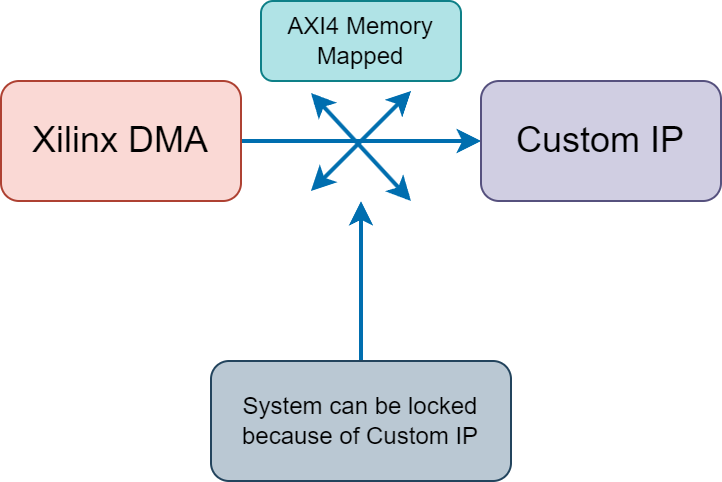 AXI4 Memory
Mapped
Xilinx DMA
Custom IP
System can be locked
because of Custom IP